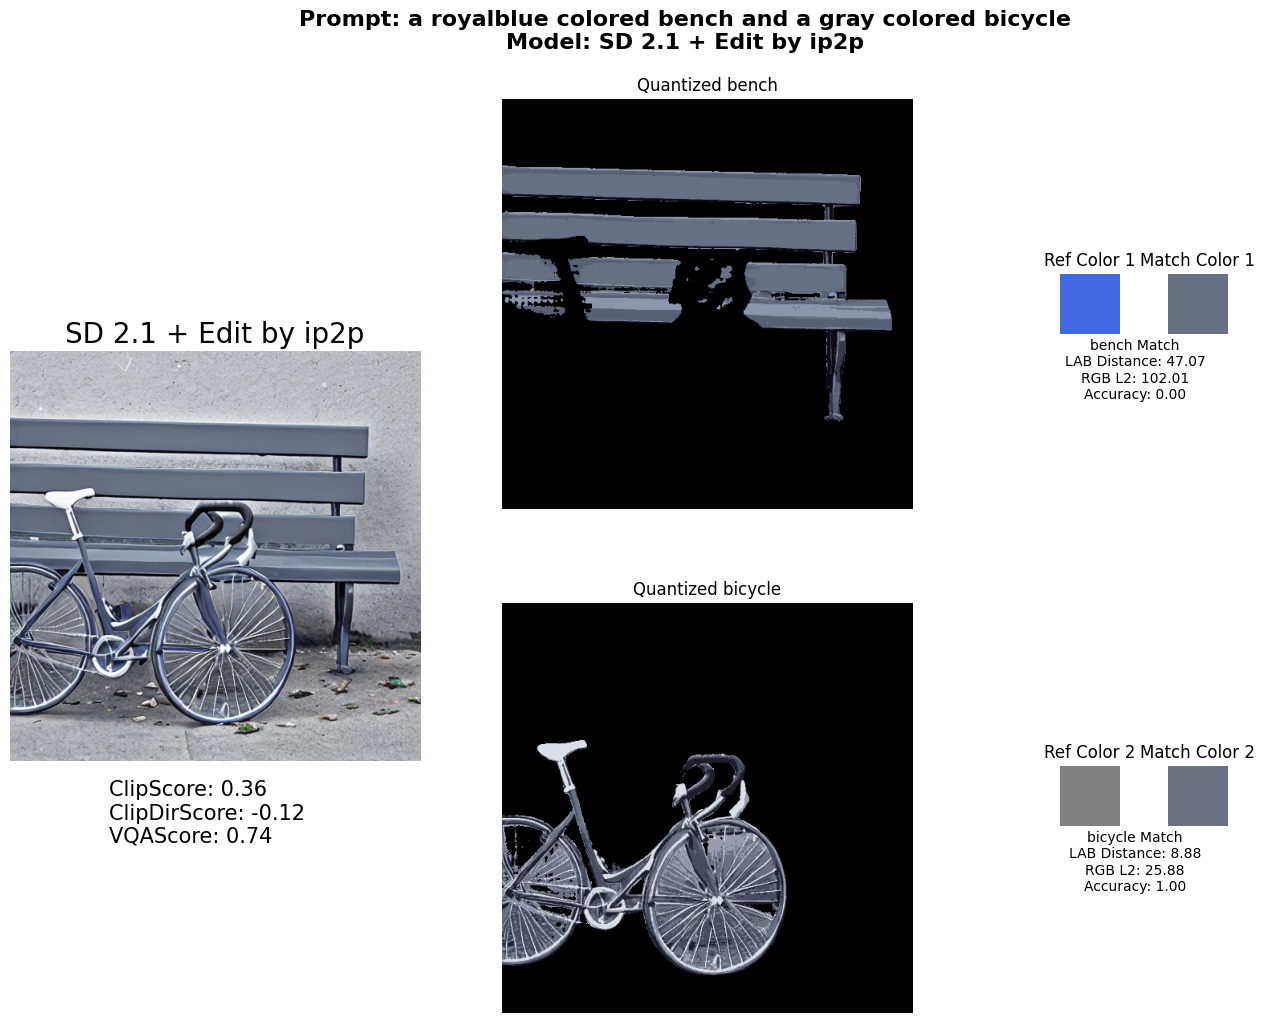 Prompt: a royalblue colored bench and a gray colored bicycle
Model: SD 2.1 + Edit by ip2p
Quantized bench
Ref Color 1 Match Color 1
bench Match
LAB Distance: 47.07
RGB L2: 102.01
Accuracy: 0.00
SD 2.1 + Edit by ip2p
ClipScore: 0.36
ClipDirScore: -0.12
VQAScore: 0.74
Quantized bicycle
Ref Color 2 Match Color 2
bicycle Match
LAB Distance: 8.88
RGB L2: 25.88
Accuracy: 1.00